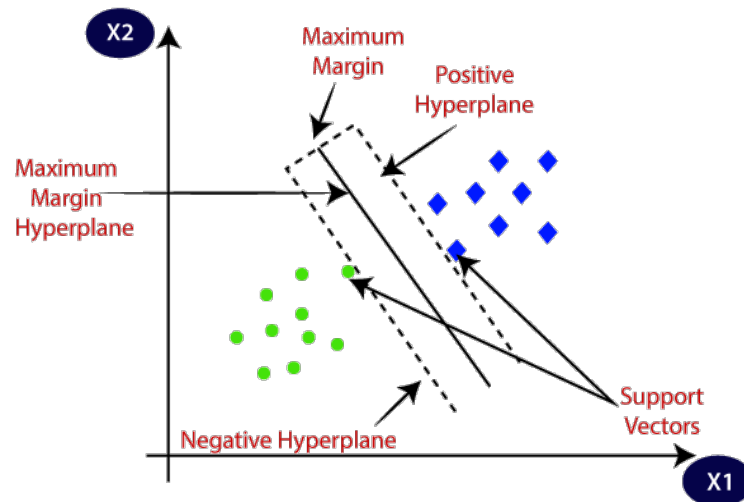 X2
Maximum
Margin
Positive
Hyperplane
Maximum
Margin
Hyperplane
Support
Vectors
Negative Hyperplane
X1